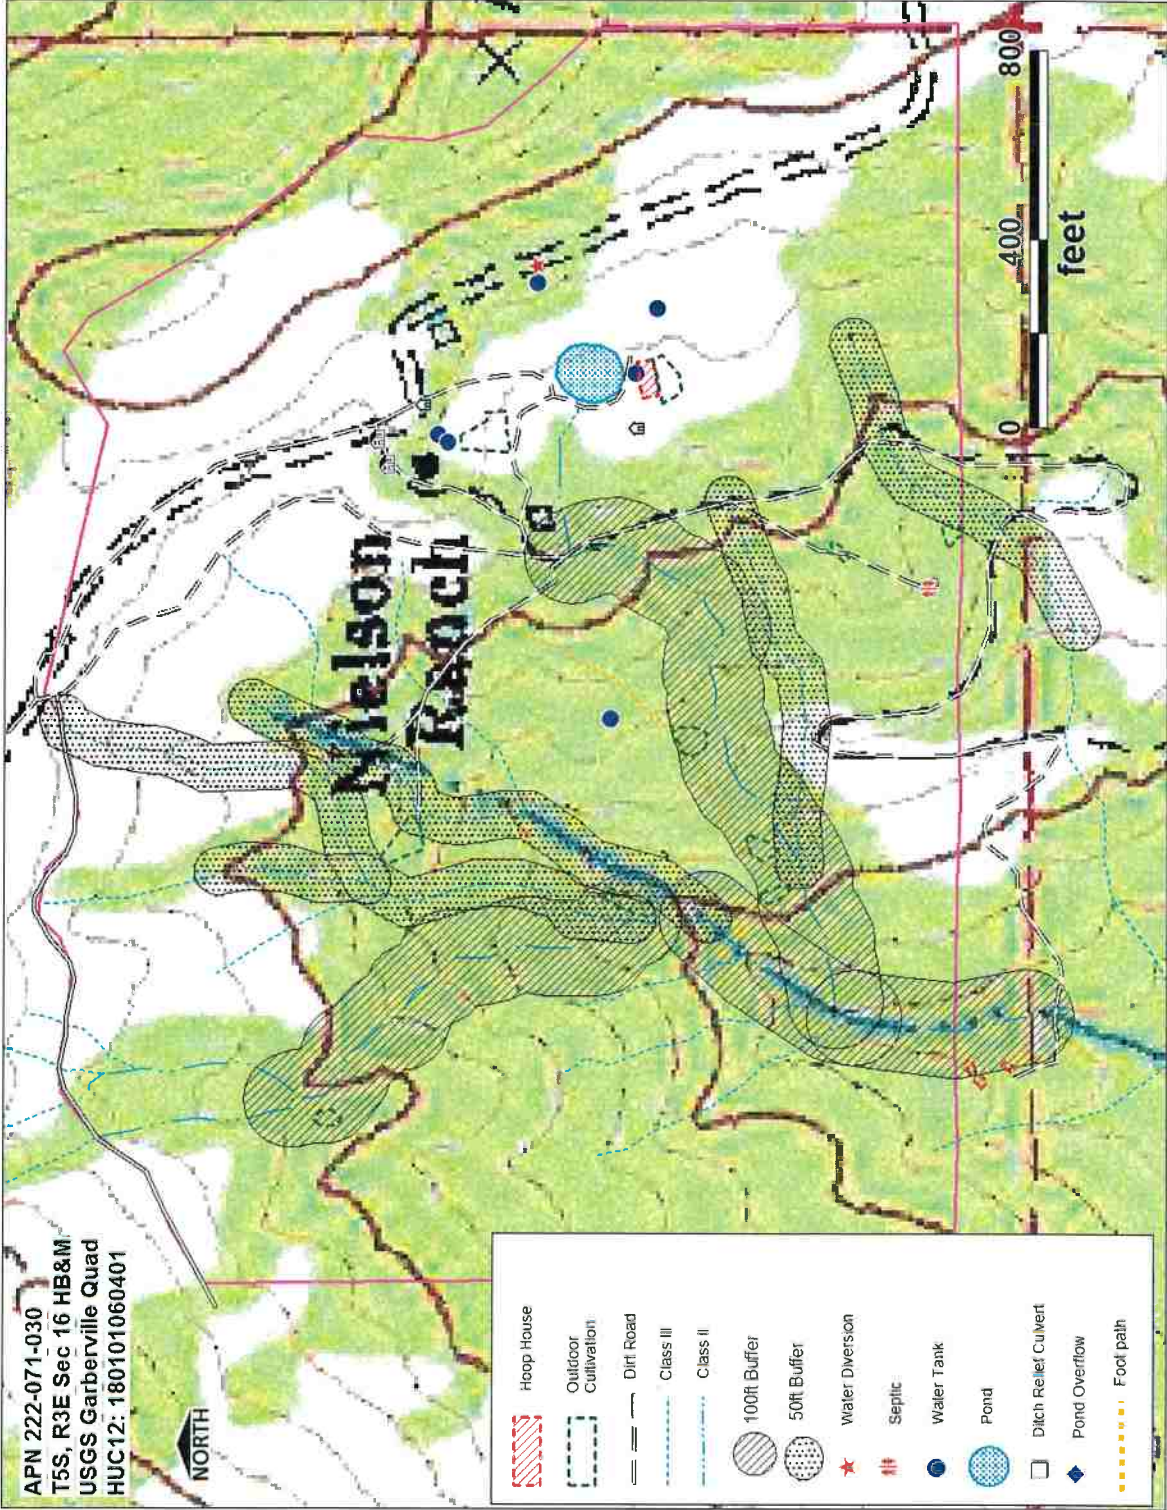 APN 222-071-030
T5S, R3E Sec 16 HB&M
USGS Garberville Quad
HUC12: 180101060401
NORTH
Nielson
Ranch
0 400 800
feet
Hoop House
Outdoor
Cultivation
Dirt Road
Class III
Class II
100ft Buffer
50ft Buffer
Water Diversion
Septic
Water Tank
Pond
Ditch Relief Culvert
Pond Overflow
Foot path